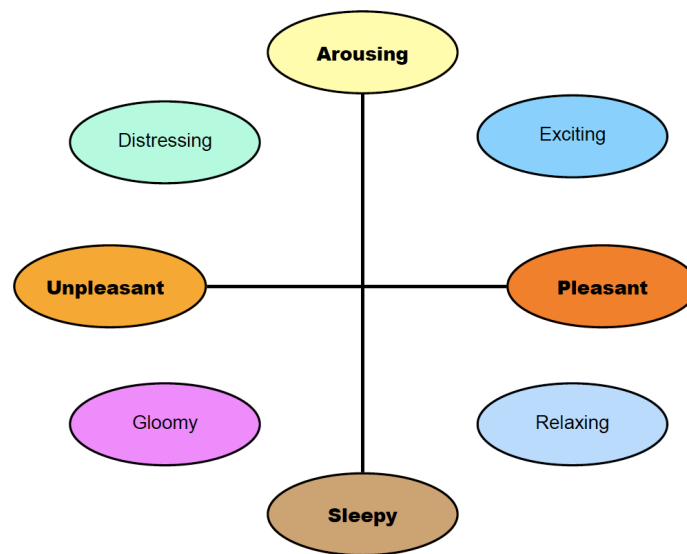 Arousing
Distressing
Exciting
Unpleasant
Pleasant
Gloomy
Relaxing
Sleepy